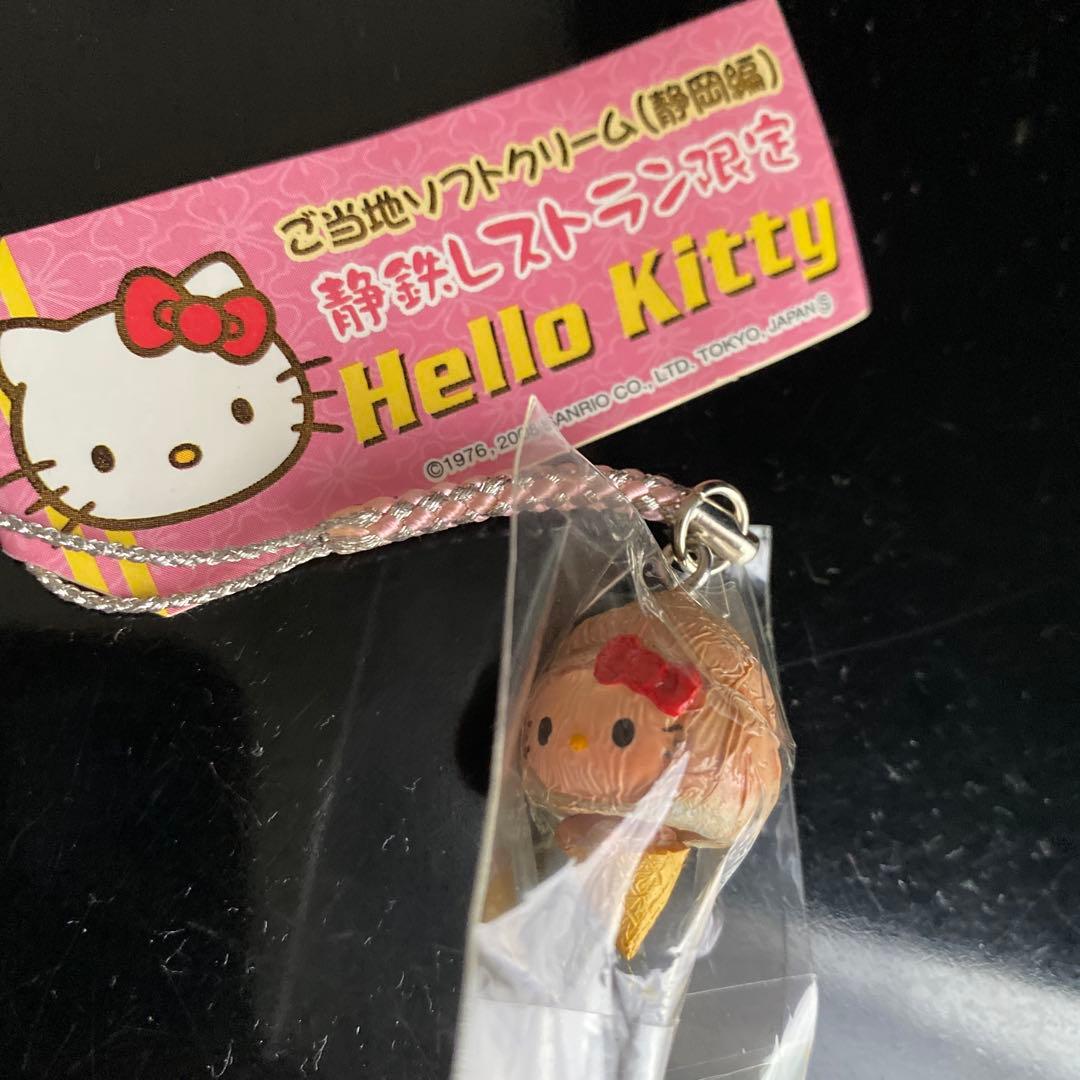 ご当地ソフトクリーム(静岡編)
静鉄レストラン限定
Hello Kitty
©1976, SANRIO CO., LTD. TOKYO, JAPAN Ⓢ